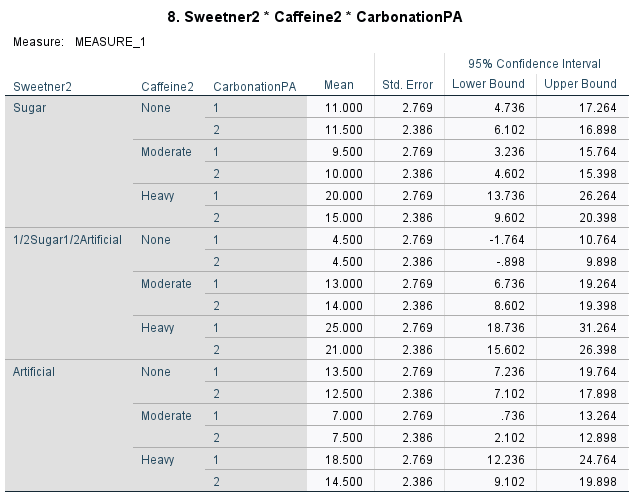 8. Sweetner2 * Caffeine2 * CarbonationPA
Measure: MEASURE_1
95% Confidence Interval
Sweetner2 Caffeine2 CarbonationPA Mean Std. Error Lower Bound Upper Bound
Sugar None 1 11.000 2.769 4.736 17.264
2 11.500 2.386 6.102 16.898
Moderate 1 9.500 2.769 3.236 15.764
2 10.000 2.386 4.602 15.398
Heavy 1 20.000 2.769 13.736 26.264
2 15.000 2.386 9.602 20.398
1/2Sugar1/2Artificial None 1 4.500 2.769 -1.764 10.764
2 4.500 2.386 -.898 9.898
Moderate 1 13.000 2.769 6.736 19.264
2 14.000 2.386 8.602 19.398
Heavy 1 25.000 2.769 18.736 31.264
2 21.000 2.386 15.602 26.398
Artificial None 1 13.500 2.769 7.236 19.764
2 12.500 2.386 7.102 17.898
Moderate 1 7.000 2.769 .736 13.264
2 7.500 2.386 2.102 12.898
Heavy 1 18.500 2.769 12.236 24.764
2 14.500 2.386 9.102 19.898